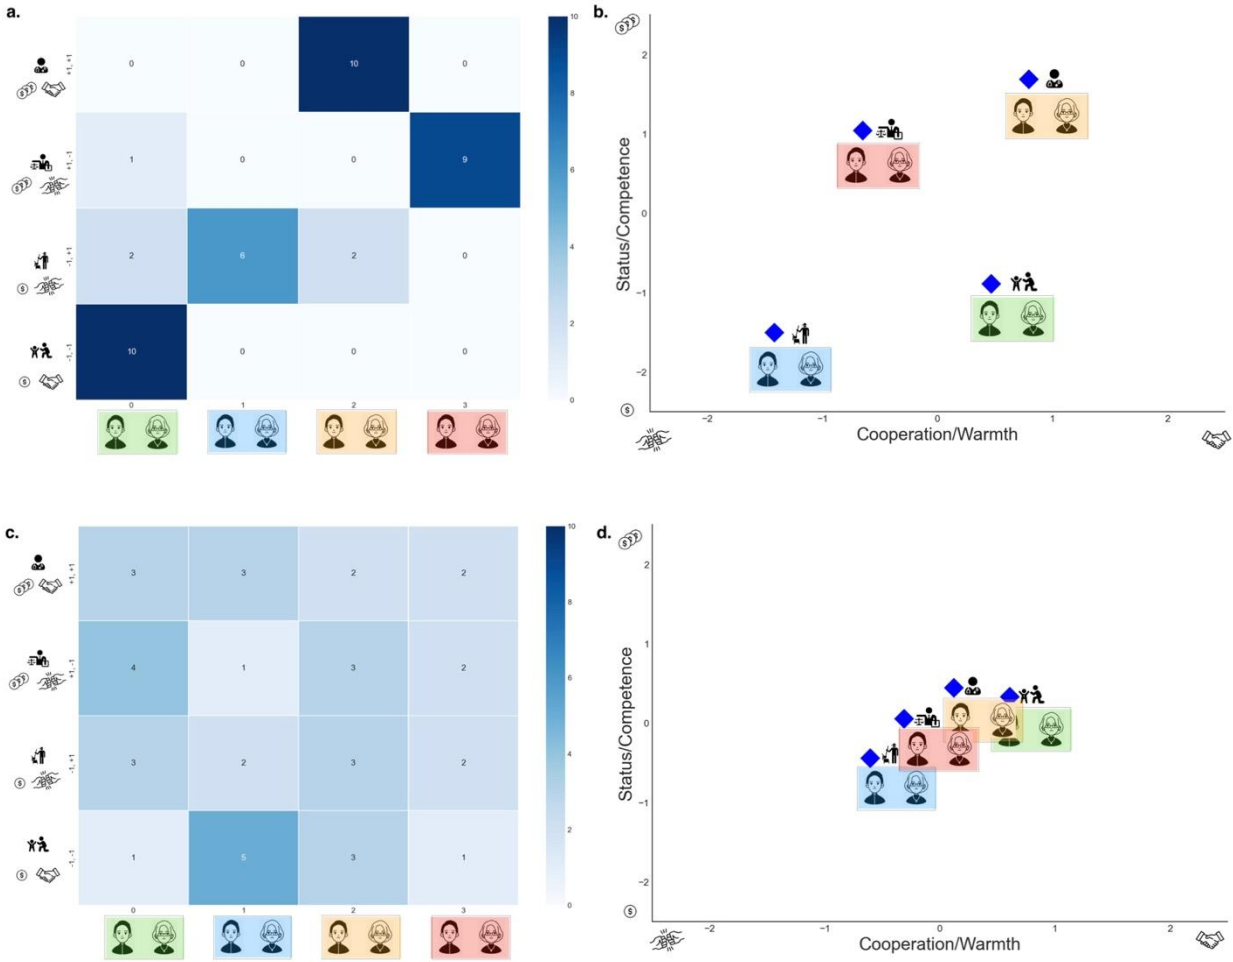 a.
+1, +1
0 0 10 0
+1, -1
1 0 0 9
-1, +1
2 6 2 0
-1, -1
10 0 0 0
0 1 2 3
10
8
6
4
2
0
b.
Status/Competence
2
1
0
−1
−2
−2 −1 0 1 2
Cooperation/Warmth
c.
+1, +1
3 3 2 2
+1, -1
4 1 3 2
-1, +1
3 2 3 2
-1, -1
1 5 3 1
0 1 2 3
10
8
6
4
2
0
d.
Status/Competence
2
1
0
−1
−2
−2 −1 0 1 2
Cooperation/Warmth